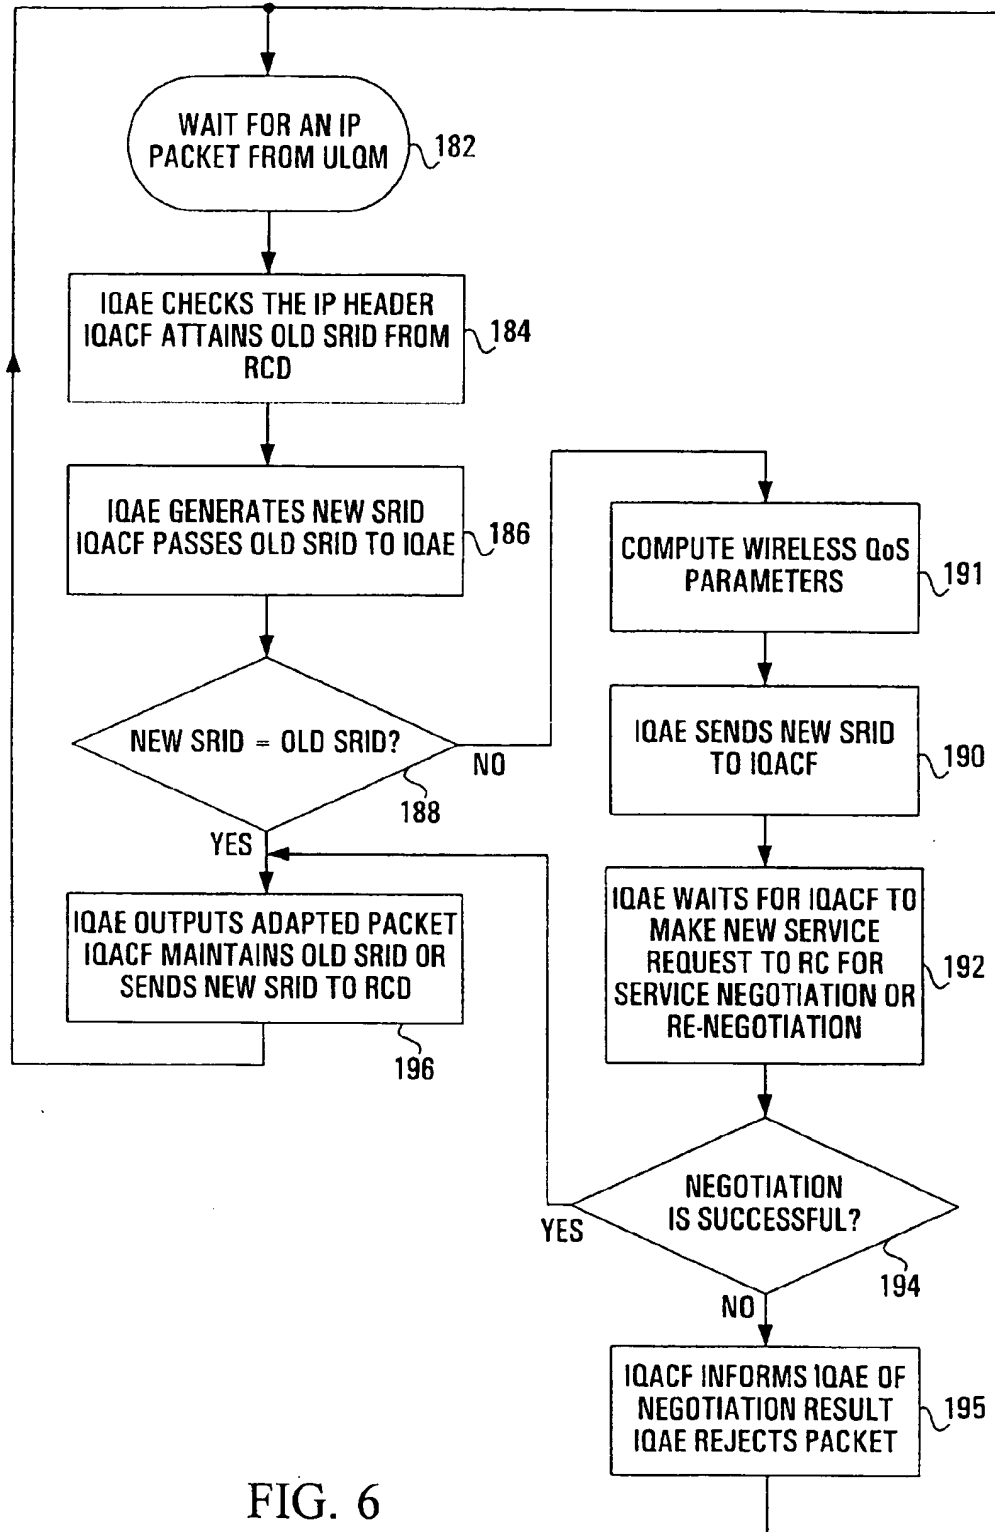 WAIT FOR AN IP
PACKET FROM ULQM
182
IQAE CHECKS THE IP HEADER
IQACF ATTAINS OLD SRID FROM
RCD
184
IQAE GENERATES NEW SRID
IQACF PASSES OLD SRID TO IQAE
186
NEW SRID = OLD SRID?
188
NO
YES
COMPUTE WIRELESS QoS
PARAMETERS
191
IQAE SENDS NEW SRID
TO IQACF
190
IQAE WAITS FOR IQACF TO
MAKE NEW SERVICE
REQUEST TO RC FOR
SERVICE NEGOTIATION OR
RE-NEGOTIATION
192
IQAE OUTPUTS ADAPTED PACKET
IQACF MAINTAINS OLD SRID OR
SENDS NEW SRID TO RCD
196
NEGOTIATION
IS SUCCESSFUL?
194
YES
NO
IQACF INFORMS IQAE OF
NEGOTIATION RESULT
IQAE REJECTS PACKET
195
FIG. 6